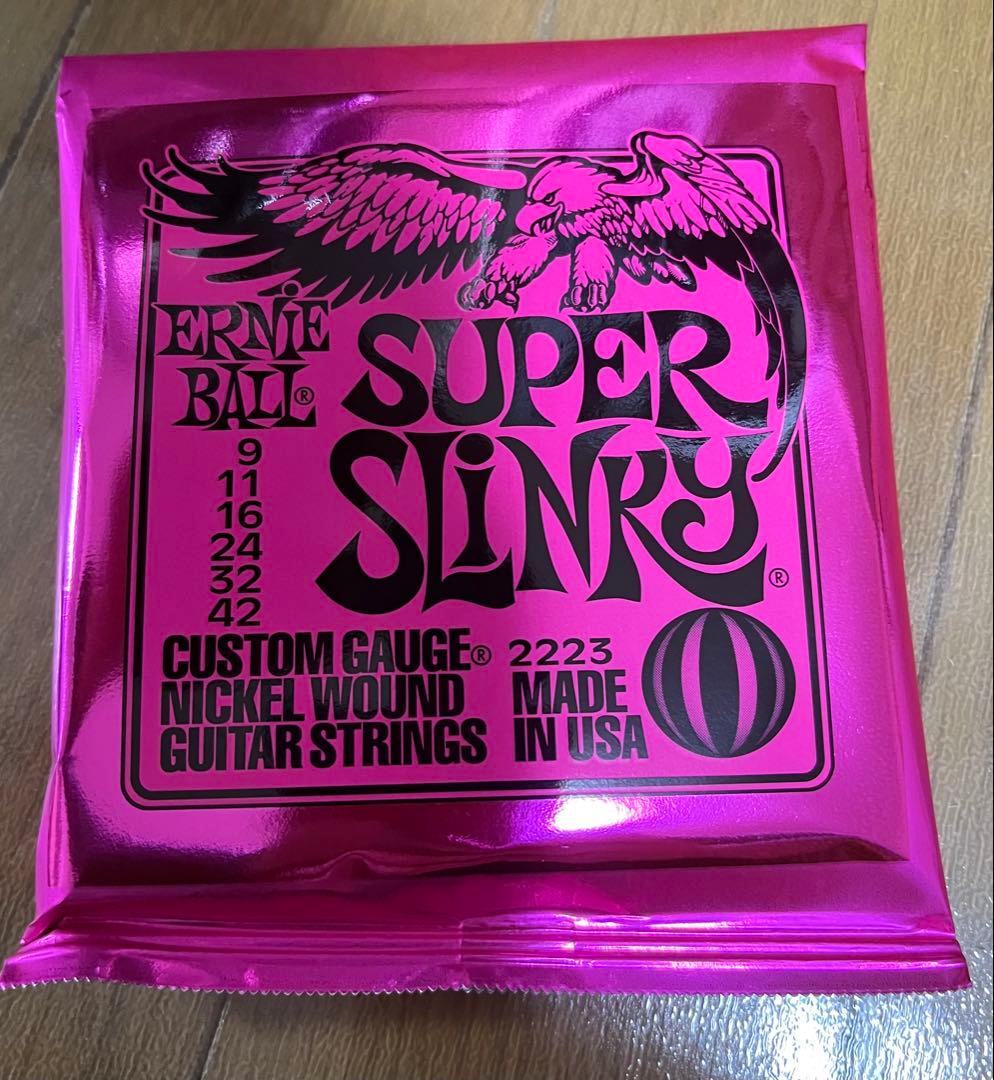 ERNiE
BALL®
SUPER
SLiNKY®
9
11
16
24
32
42
CUSTOM GAUGE®
NICKEL WOUND
GUITAR STRINGS
2223
MADE
IN USA